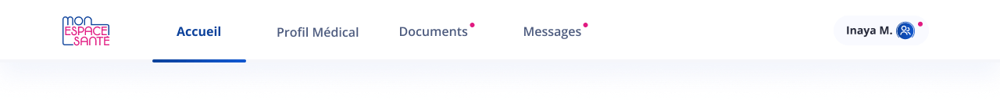 mon
ESPACE
SANTÉ
Accueil
Profil Médical
Documents
Messages
Inaya M.